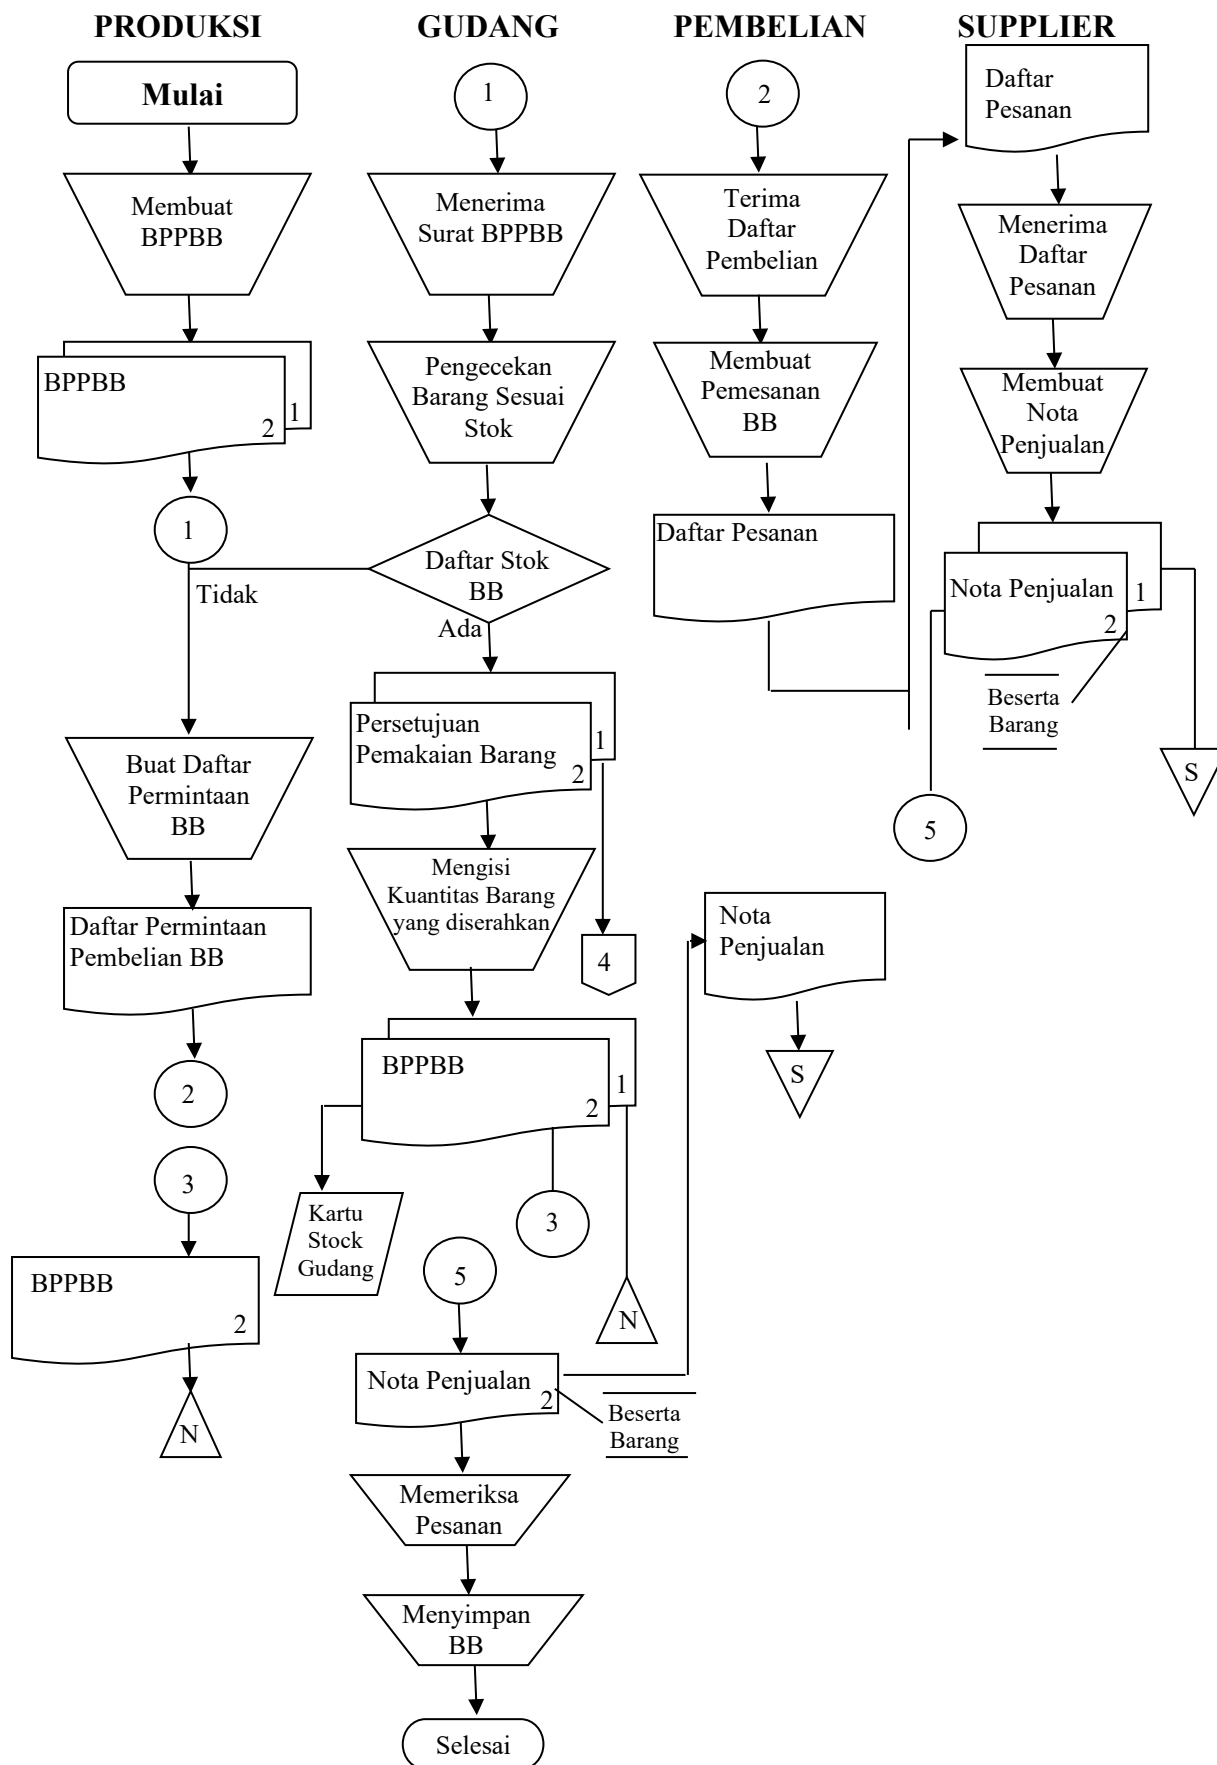 PRODUKSI
Mulai
Membuat
BPPBB
BPPBB
2
1
1
Tidak
Buat Daftar
Permintaan
BB
Daftar Permintaan
Pembelian BB
2
3
BPPBB
2
N
GUDANG
1
Menerima
Surat BPPBB
Pengecekan
Barang Sesuai
Stok
Daftar Stok
BB
Ada
Persetujuan
Pemakaian Barang
2
1
Mengisi
Kuantitas Barang
yang diserahkan
4
BPPBB
2
1
Kartu
Stock
Gudang
3
N
5
Nota Penjualan
2
Beserta
Barang
Memeriksa
Pesanan
Menyimpan
BB
Selesai
PEMBELIAN
2
Terima
Daftar
Pembelian
Membuat
Pemesanan
BB
Daftar Pesanan
Nota
Penjualan
S
SUPPLIER
Daftar
Pesanan
Menerima
Daftar
Pesanan
Membuat
Nota
Penjualan
Nota Penjualan
2
1
Beserta
Barang
S
5